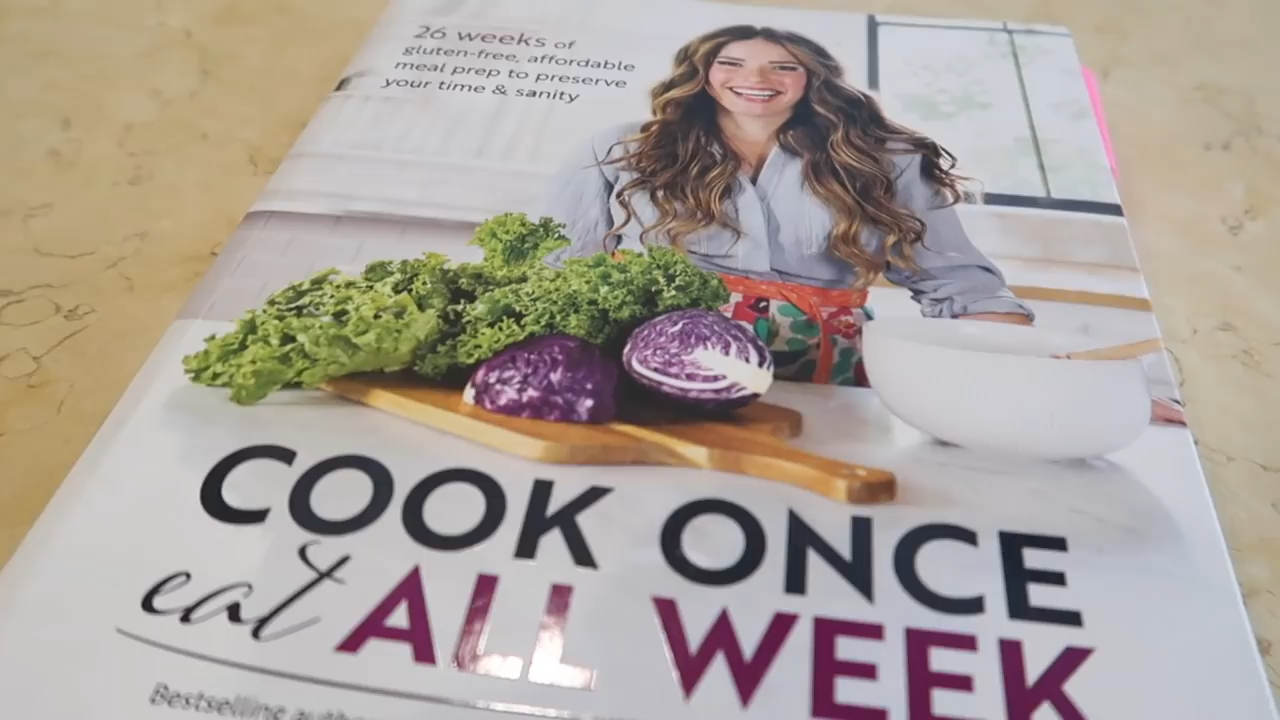 26 weeks of
gluten-free, affordable
meal prep to preserve
your time & sanity
COOK ONCE
eat ALL WEEK
Bestselling